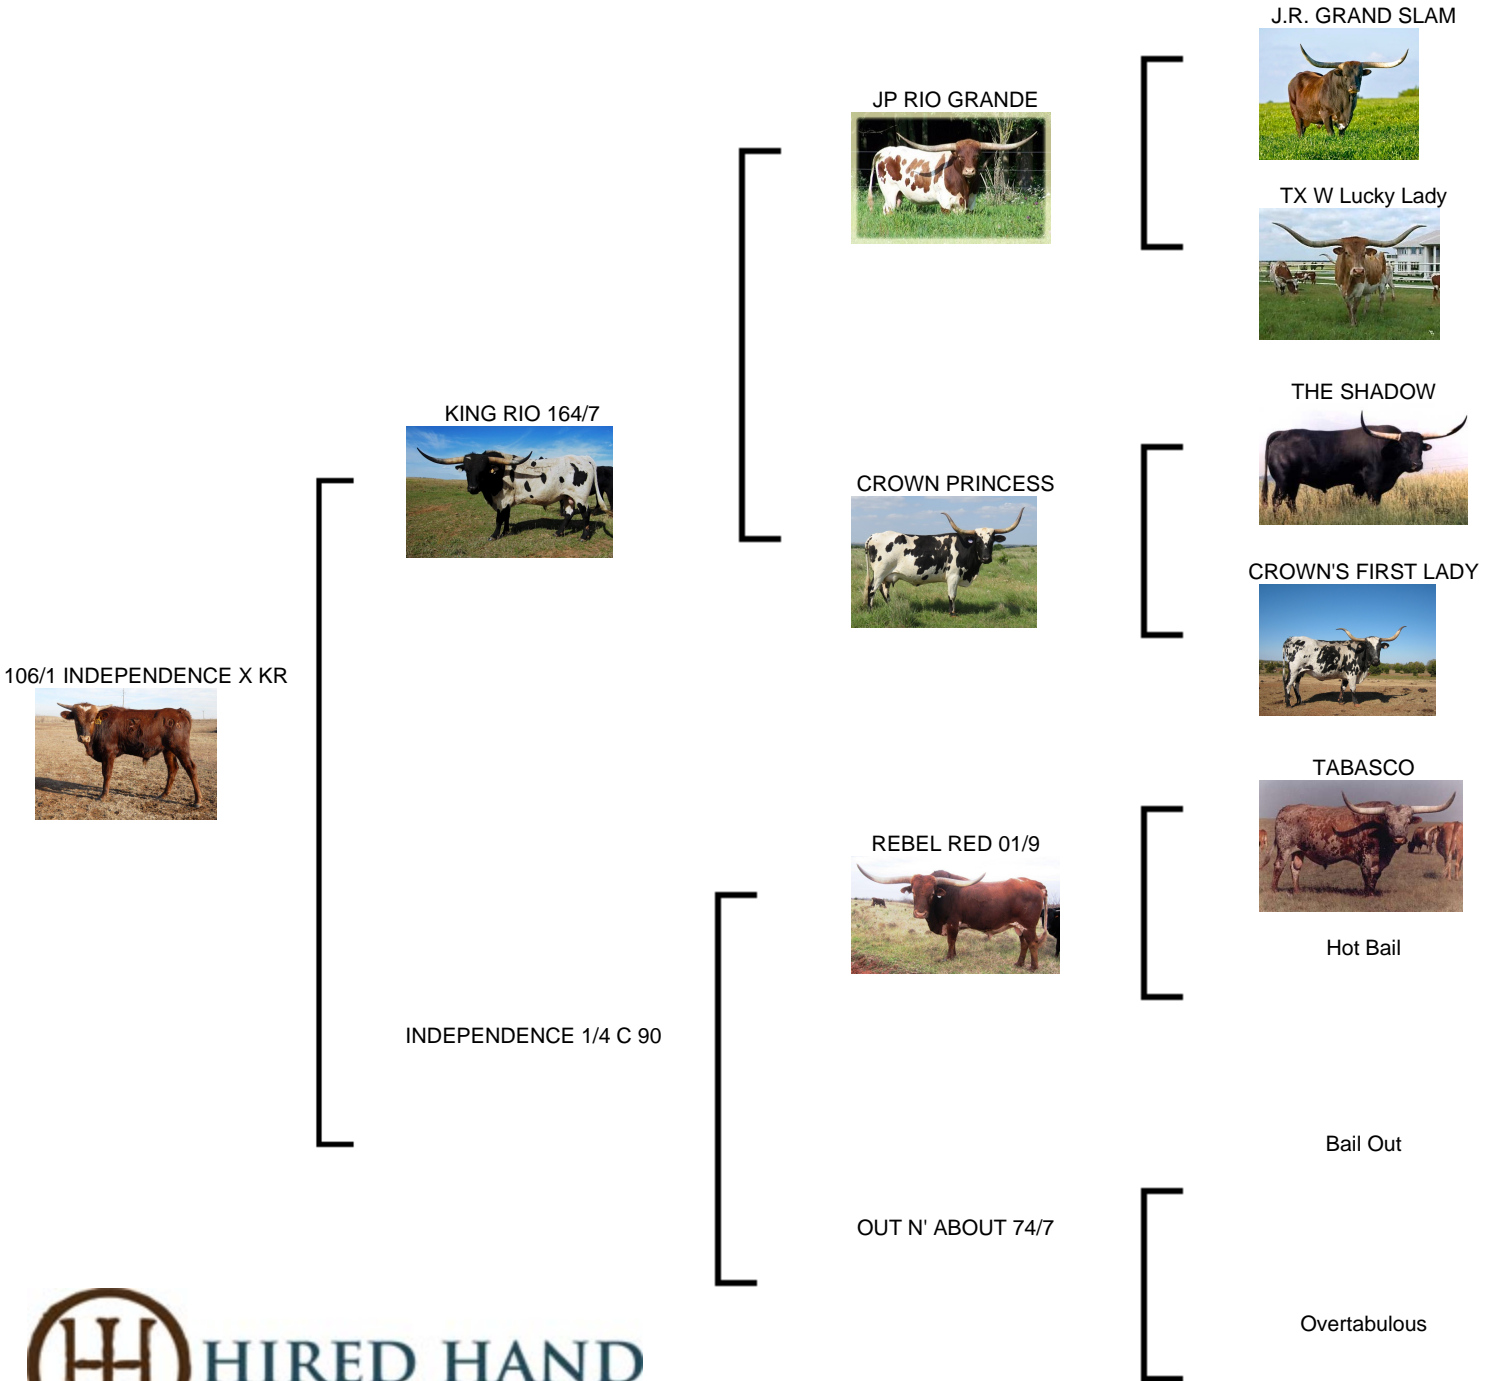 J.R. GRAND SLAM
JP RIO GRANDE
TX W Lucky Lady
THE SHADOW
KING RIO 164/7
CROWN PRINCESS
CROWN'S FIRST LADY
106/1 INDEPENDENCE X KR
TABASCO
REBEL RED 01/9
Hot Bail
INDEPENDENCE 1/4 C 90
Bail Out
OUT N' ABOUT 74/7
Overtabulous
HIRED HAND